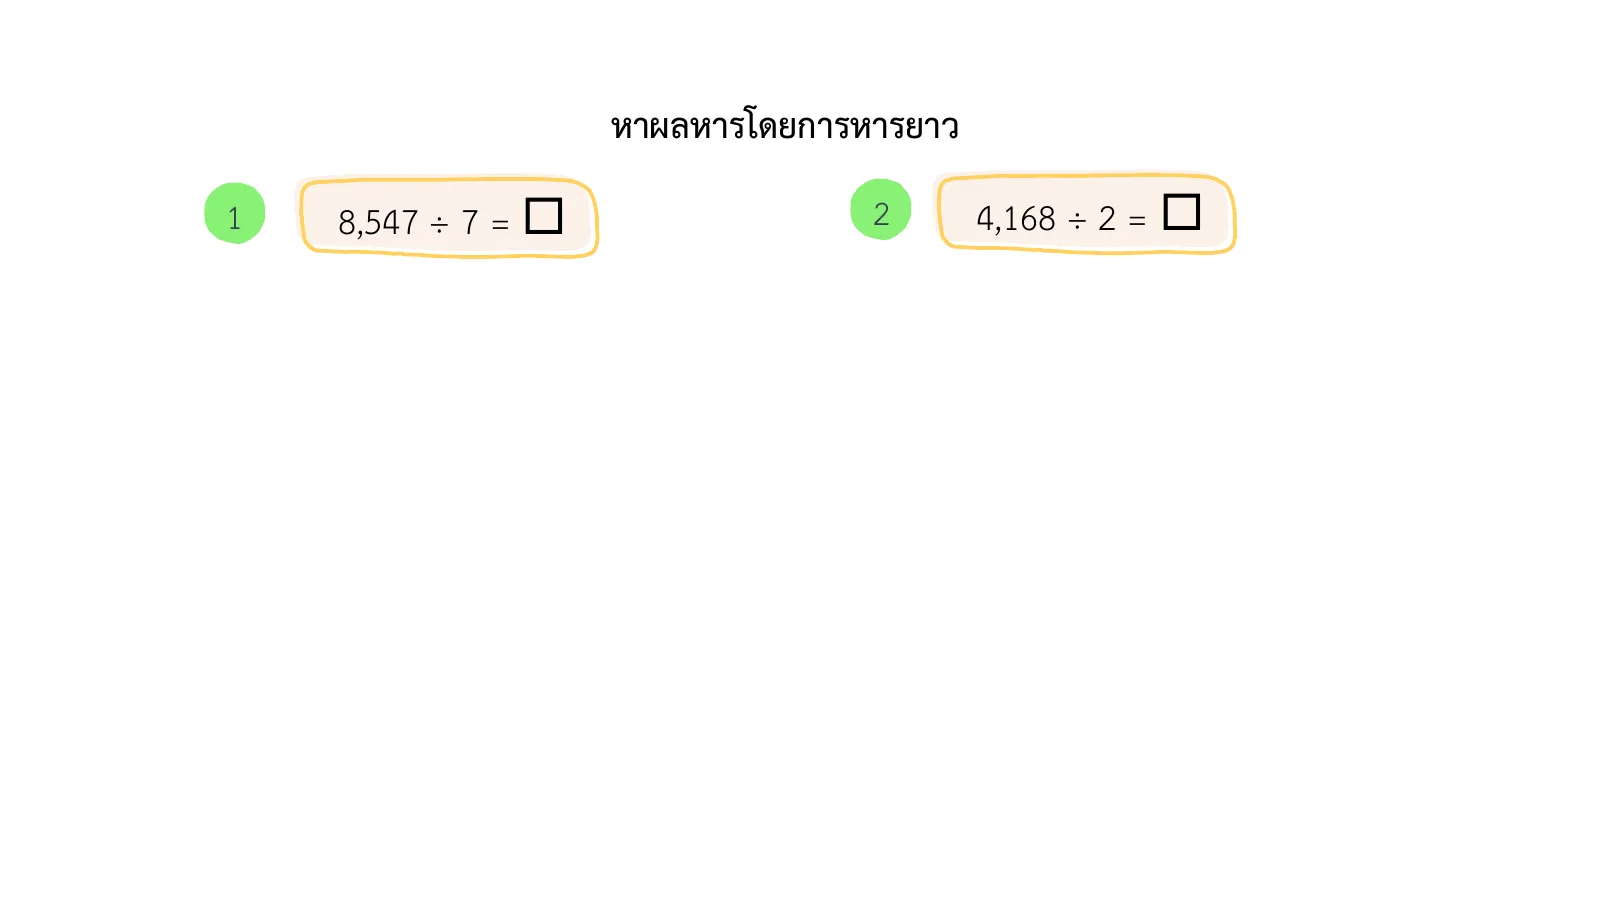 หาผลหารโดยการหารยาว
1 8,547 ÷ 7 = □
2 4,168 ÷ 2 = □